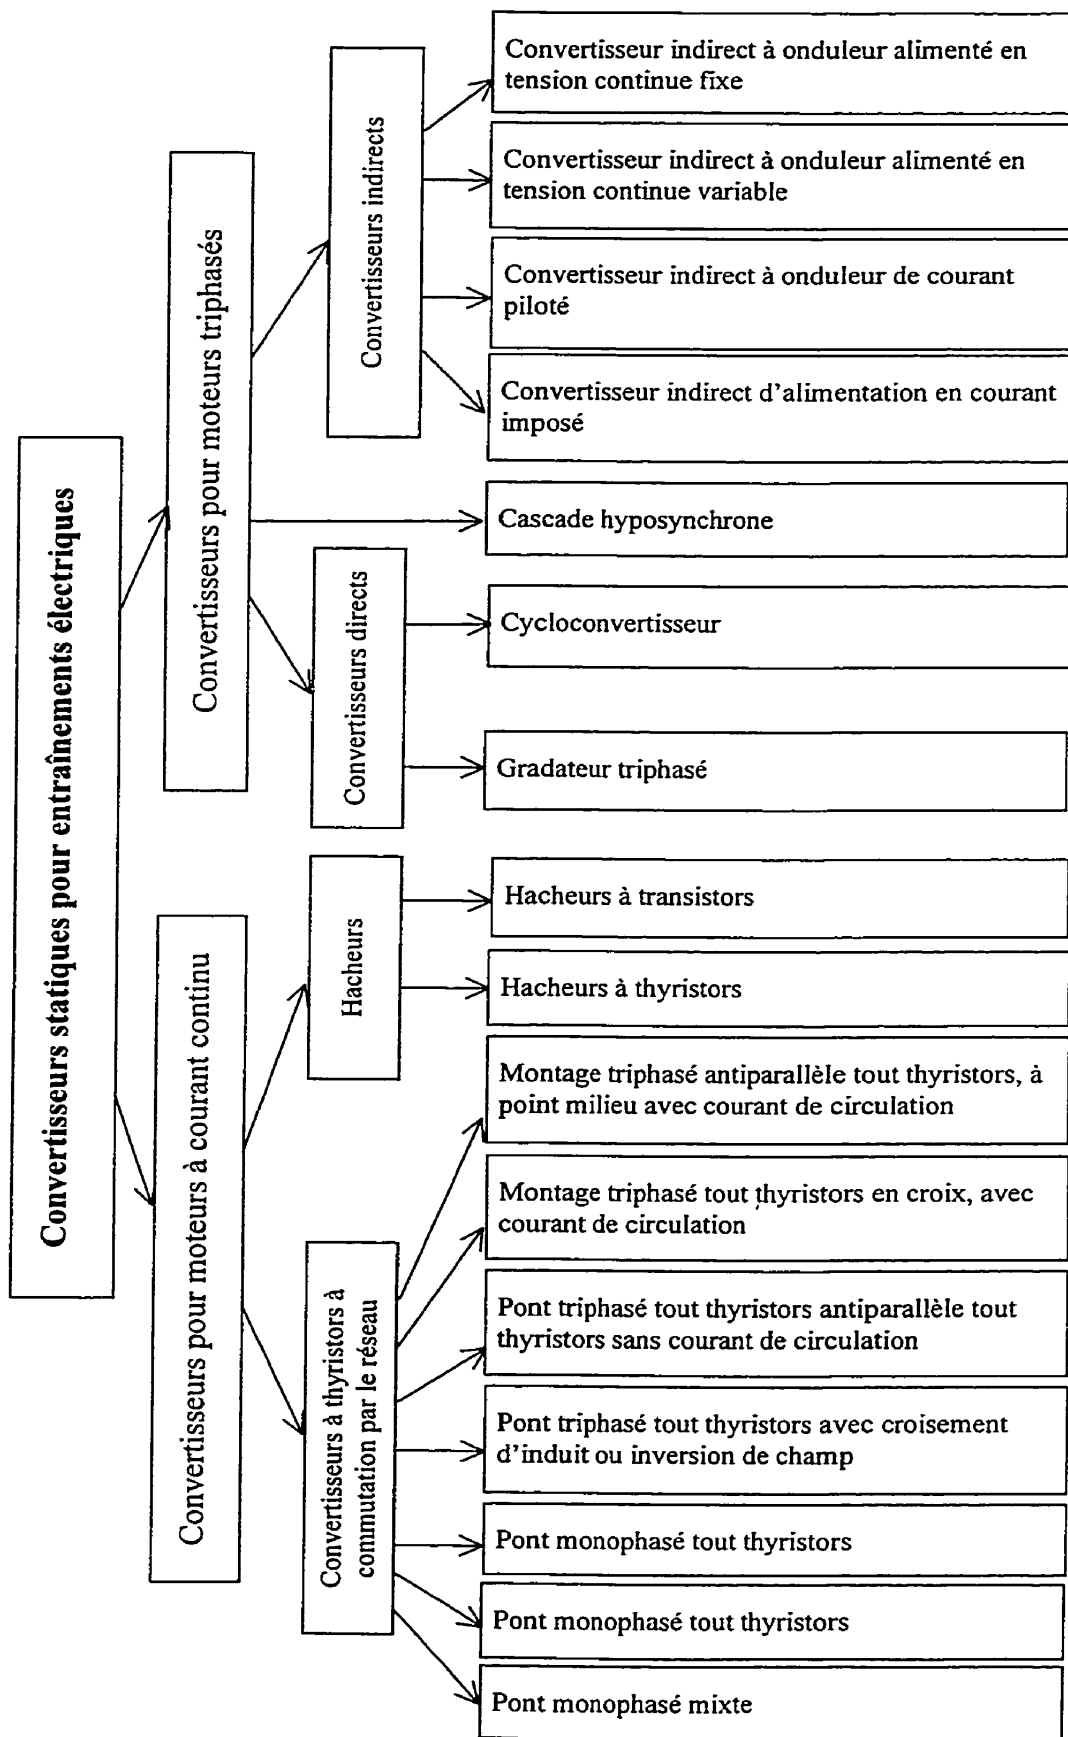 Convertisseurs statiques pour entraînements électriques
Convertisseurs pour moteurs triphasés
Convertisseurs indirects
Convertisseur indirect à onduleur alimenté en
tension continue fixe
Convertisseur indirect à onduleur alimenté en
tension continue variable
Convertisseur indirect à onduleur de courant
piloté
Convertisseur indirect d'alimentation en courant
imposé
Cascade hyposynchrone
Convertisseurs directs
Cycloconvertisseur
Gradateur triphasé
Convertisseurs pour moteurs à courant continu
Hacheurs
Hacheurs à transistors
Hacheurs à thyristors
Convertisseurs à thyristors à
commutation par le réseau
Montage triphasé antiparallèle tout thyristors, à
point milieu avec courant de circulation
Montage triphasé tout thyristors en croix, avec
courant de circulation
Pont triphasé tout thyristors antiparallèle tout
thyristors sans courant de circulation
Pont triphasé tout thyristors avec croisement
d'induit ou inversion de champ
Pont monophasé tout thyristors
Pont monophasé tout thyristors
Pont monophasé mixte